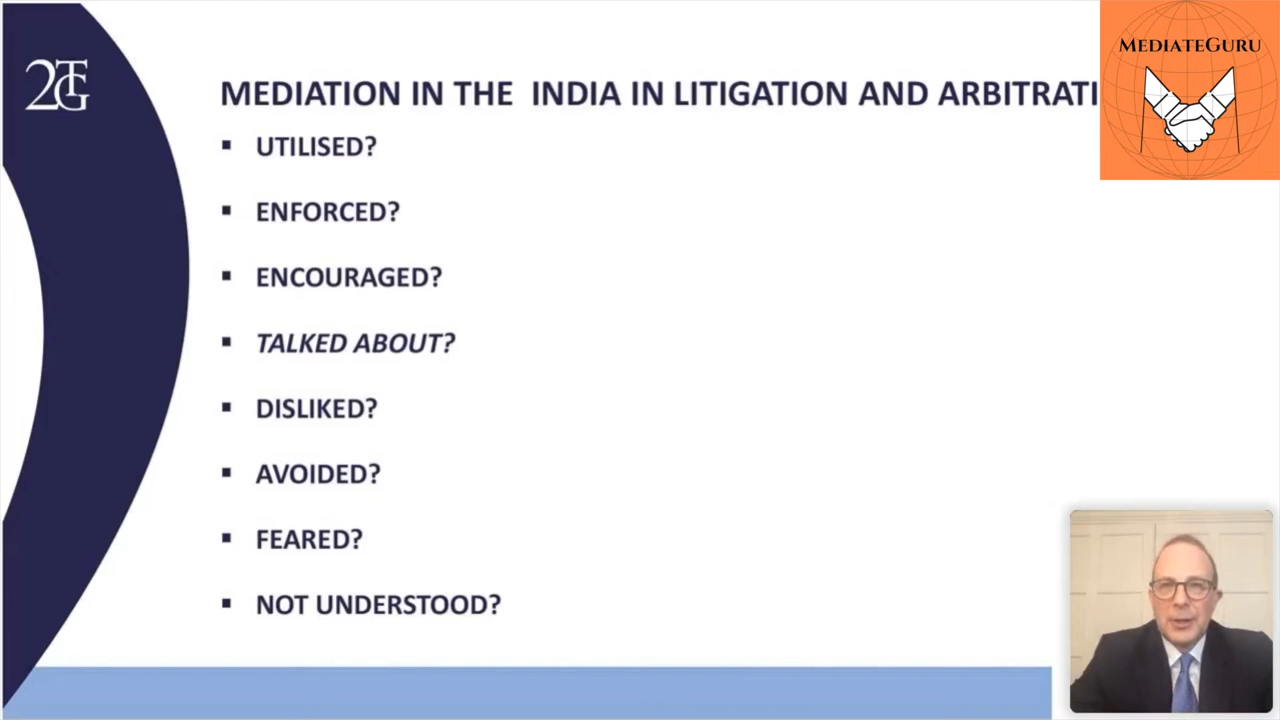 2TG
MEDIATION IN THE INDIA IN LITIGATION AND ARBITRATI
MEDIATEGURU
UTILISED?
ENFORCED?
ENCOURAGED?
TALKED ABOUT?
DISLIKED?
AVOIDED?
FEARED?
NOT UNDERSTOOD?